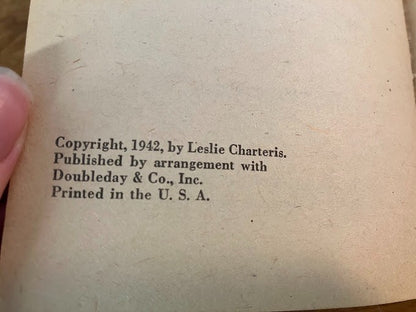 Copyright, 1942, by Leslie Charteris.
Published by arrangement with
Doubleday & Co., Inc.
Printed in the U. S. A.